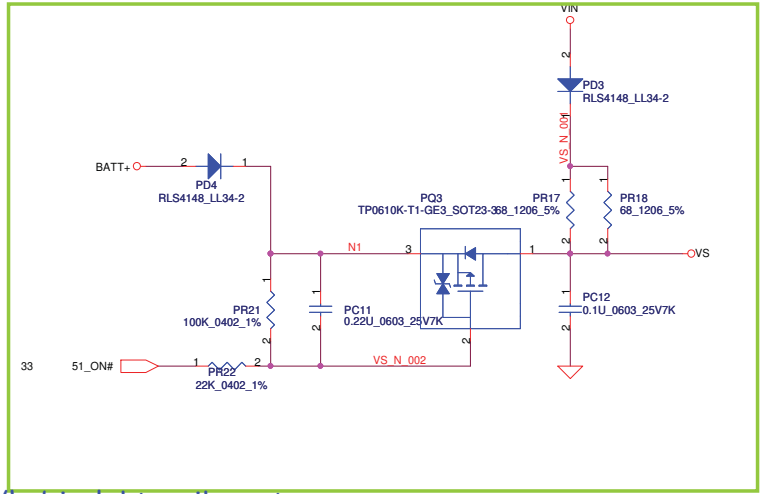 VIN
2
PD3
RLS4148_LL34-2
1
VS_N_001
BATT+
2
1
PD4
RLS4148_LL34-2
PQ3
TP0610K-T1-GE3_SOT23-3
1
PR17
68_1206_5%
2
1
PR18
68_1206_5%
2
N1
3
1
VS
1
PR21
100K_0402_1%
2
1
PC11
0.22U_0603_25V7K
2
2
1
PC12
0.1U_0603_25V7K
2
33
51_ON#
1
2
PR22
22K_0402_1%
VS_N_002